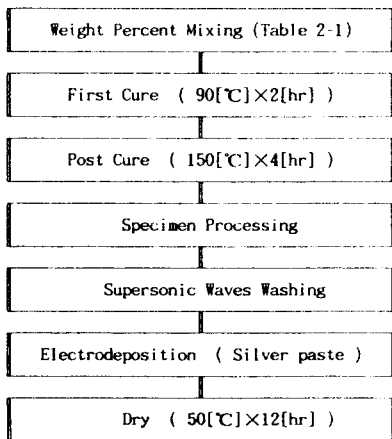 Weight Percent Mixing (Table 2-1)
First Cure ( 90[℃]×2[hr] )
Post Cure ( 150[℃]×4[hr] )
Specimen Processing
Supersonic Waves Washing
Electrodeposition ( Silver paste )
Dry ( 50[℃]×12[hr] )